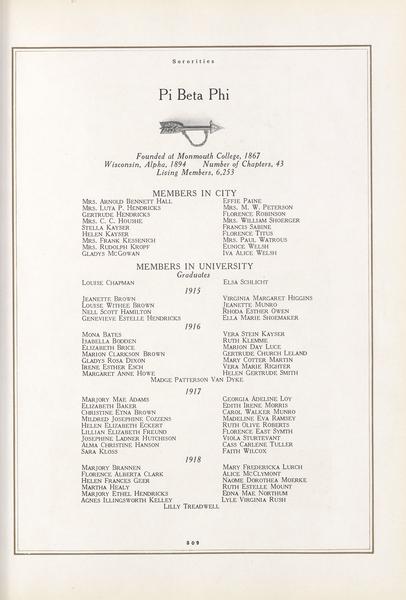 Sororities
Pi Beta Phi
Founded at Monmouth College, 1867
Wisconsin, Alpha, 1894 Number of Chapters, 43
Living Members, 6,253
MEMBERS IN CITY
Mrs. Arnold Bennett Hall Effie Paine
Mrs. Luta P. Hendricks Mrs. M. W. Peterson
Gertrude Hendricks Florence Robinson
Mrs. C. C. Houshe Mrs. William Shoerger
Stella Kayser Francis Sabine
Helen Kayser Florence Titus
Mrs. Frank Kessenich Mrs. Paul Watrous
Mrs. Rudolph Kropf Eunice Welsh
Gladys McGowan Iva Alice Welsh
MEMBERS IN UNIVERSITY
Graduates
Louise Chapman Elsa Schlicht
1915
Jeanette Brown Virginia Margaret Higgins
Louise Withee Brown Jeanette Munro
Nell Scott Hamilton Rhoda Esther Owen
Genevieve Estelle Hendricks Ella Marie Shoemaker
1916
Mona Bates Vera Stein Kayser
Isabella Bodden Ruth Klemme
Elizabeth Brice Marion Day Luce
Marion Clarkson Brown Gertrude Church Leland
Gladys Rosa Dixon Mary Cotter Martin
Irene Esther Esch Vera Marie Righter
Margaret Anne Howe Helen Gertrude Smith
Madge Patterson Van Dyke
1917
Marjory Mae Adams Georgia Adeline Loy
Elizabeth Baker Edith Irene Morris
Christine Etna Brown Carol Walker Munro
Mildred Josephine Cozzens Madeline Eva Ramsey
Helen Elizabeth Eckert Ruth Olive Roberts
Lillian Elizabeth Freund Florence East Smyth
Josephine Ladner Hutchison Viola Sturtevant
Alma Christine Hanson Cass Carlene Tuller
Sara Kloss Faith Wilcox
1918
Marjory Brannen Mary Fredericka Lurch
Florence Alberta Clark Alice McClymont
Helen Frances Geer Naome Dorothea Moerke
Martha Healy Ruth Estelle Mount
Marjory Ethel Hendricks Edna Mae Northum
Agnes Illingsworth Kelley Lyle Virginia Rush
Lilly Treadwell
509